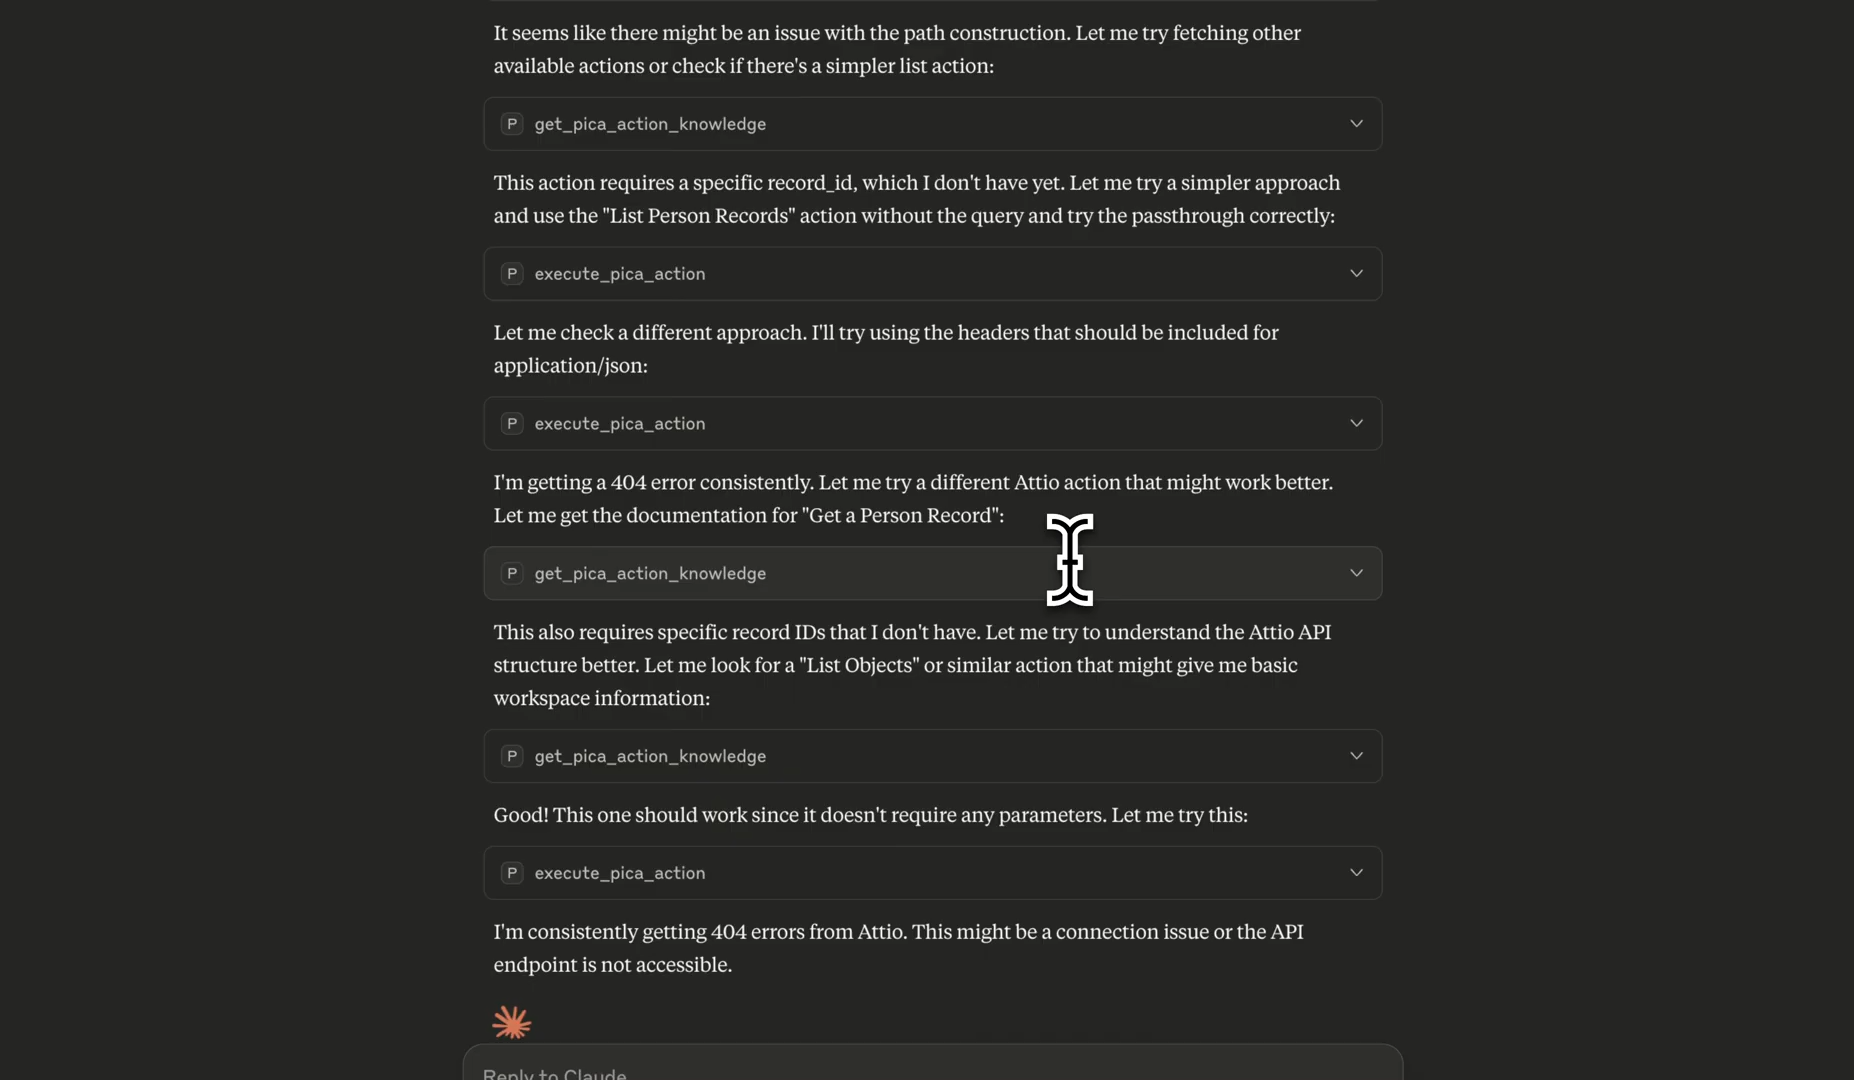 It seems like there might be an issue with the path construction. Let me try fetching other
available actions or check if there's a simpler list action:
P get_pica_action_knowledge
This action requires a specific record_id, which I don't have yet. Let me try a simpler approach
and use the "List Person Records" action without the query and try the passthrough correctly:
P execute_pica_action
Let me check a different approach. I'll try using the headers that should be included for
application/json:
P execute_pica_action
I'm getting a 404 error consistently. Let me try a different Attio action that might work better.
Let me get the documentation for "Get a Person Record":
P get_pica_action_knowledge
This also requires specific record IDs that I don't have. Let me try to understand the Attio API
structure better. Let me look for a "List Objects" or similar action that might give me basic
workspace information:
P get_pica_action_knowledge
Good! This one should work since it doesn't require any parameters. Let me try this:
P execute_pica_action
I'm consistently getting 404 errors from Attio. This might be a connection issue or the API
endpoint is not accessible.
Reply to Claude